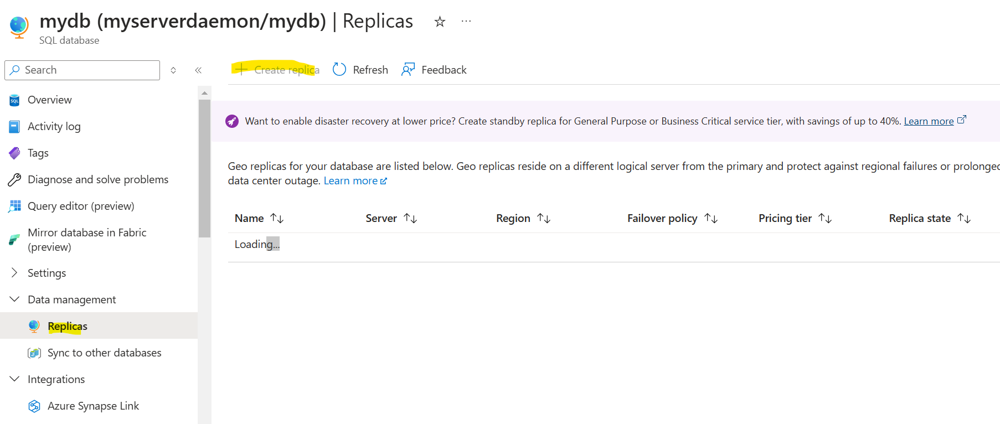 mydb (myserverdaemon/mydb) | Replicas
SQL database
Search
Create replica
Refresh
Feedback
SQL
Overview
Activity log
Tags
Diagnose and solve problems
Query editor (preview)
Mirror database in Fabric
(preview)
Settings
Data management
Replicas
Sync to other databases
Integrations
Azure Synapse Link
Want to enable disaster recovery at lower price? Create standby replica for General Purpose or Business Critical service tier, with savings of up to 40%. Learn more
Geo replicas for your database are listed below. Geo replicas reside on a different logical server from the primary and protect against regional failures or prolonged
data center outage. Learn more
Name Server Region Failover policy Pricing tier Replica state
Loading...